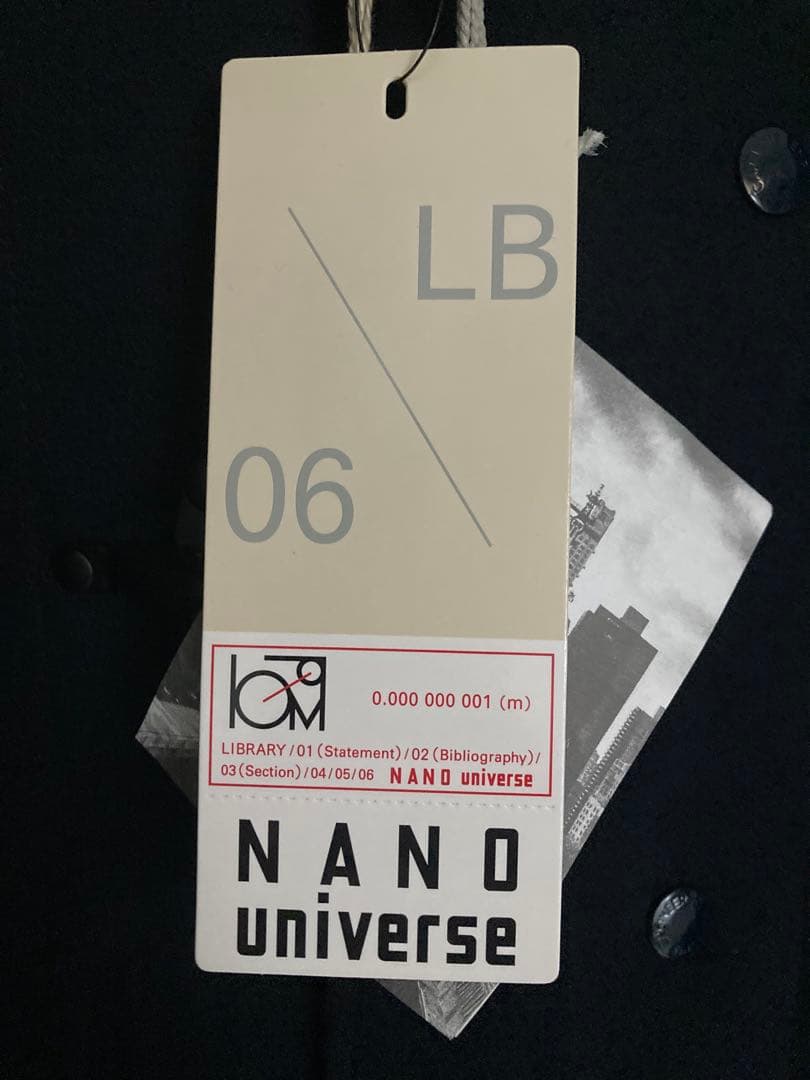 LB
06
0.000 000 001 (m)
LIBRARY/01(Statement)/02(Bibliography)/
03(Section)/04/05/06 NANO universe
NANO
universe